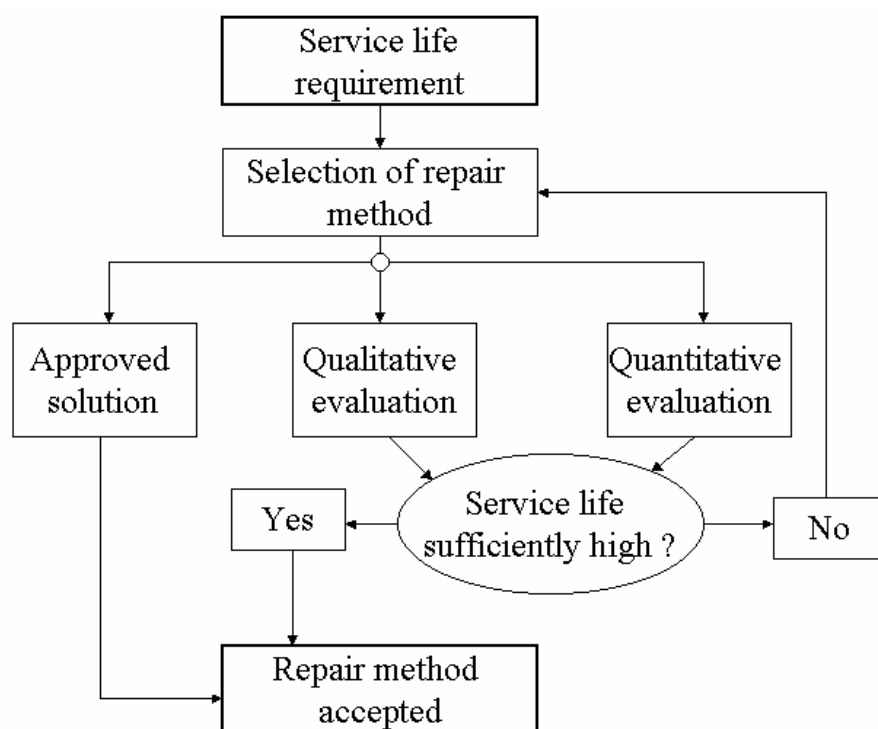 Service life
requirement
Selection of repair
method
Approved
solution
Qualitative
evaluation
Quantitative
evaluation
Service life
sufficiently high ?
Yes
No
Repair method
accepted